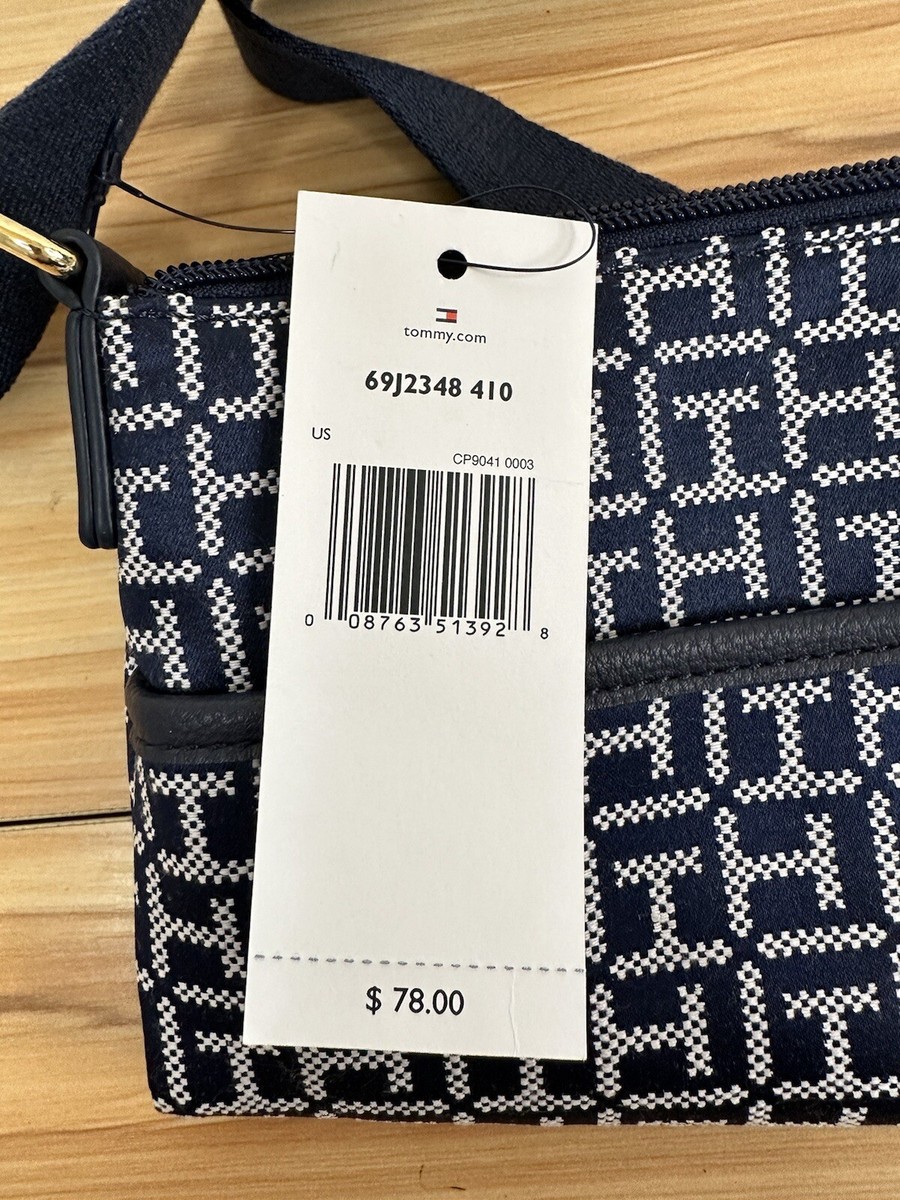 tommy.com
69J2348 410
US
CP9041 0003
0 08763 51392 8
$ 78.00